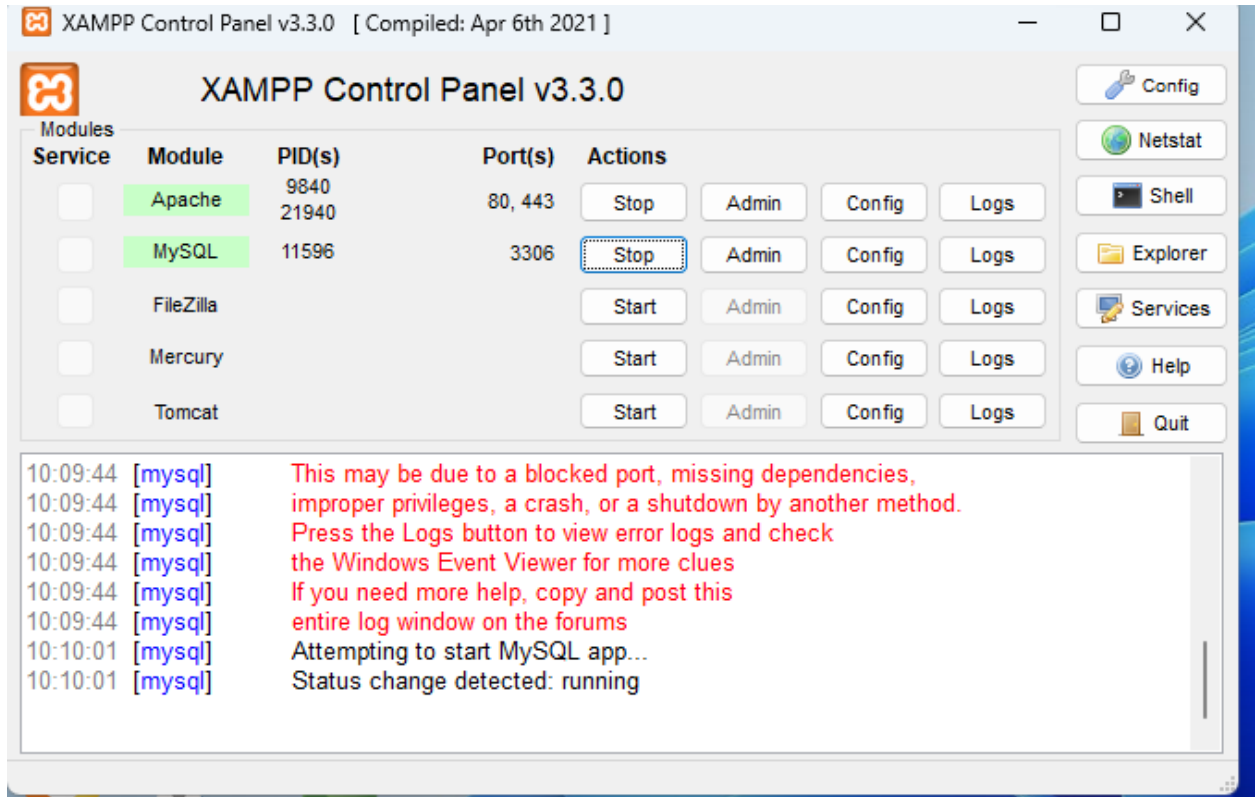 XAMPP Control Panel v3.3.0 [ Compiled: Apr 6th 2021 ]
XAMPP Control Panel v3.3.0
Config
Modules
Service Module PID(s) Port(s) Actions
Netstat
Apache 9840 21940 80, 443 Stop Admin Config Logs
Shell
MySQL 11596 3306 Stop Admin Config Logs
Explorer
FileZilla Start Admin Config Logs
Services
Mercury Start Admin Config Logs
Help
Tomcat Start Admin Config Logs
Quit
10:09:44 [mysql] This may be due to a blocked port, missing dependencies,
10:09:44 [mysql] improper privileges, a crash, or a shutdown by another method.
10:09:44 [mysql] Press the Logs button to view error logs and check
10:09:44 [mysql] the Windows Event Viewer for more clues
10:09:44 [mysql] If you need more help, copy and post this
10:09:44 [mysql] entire log window on the forums
10:10:01 [mysql] Attempting to start MySQL app...
10:10:01 [mysql] Status change detected: running